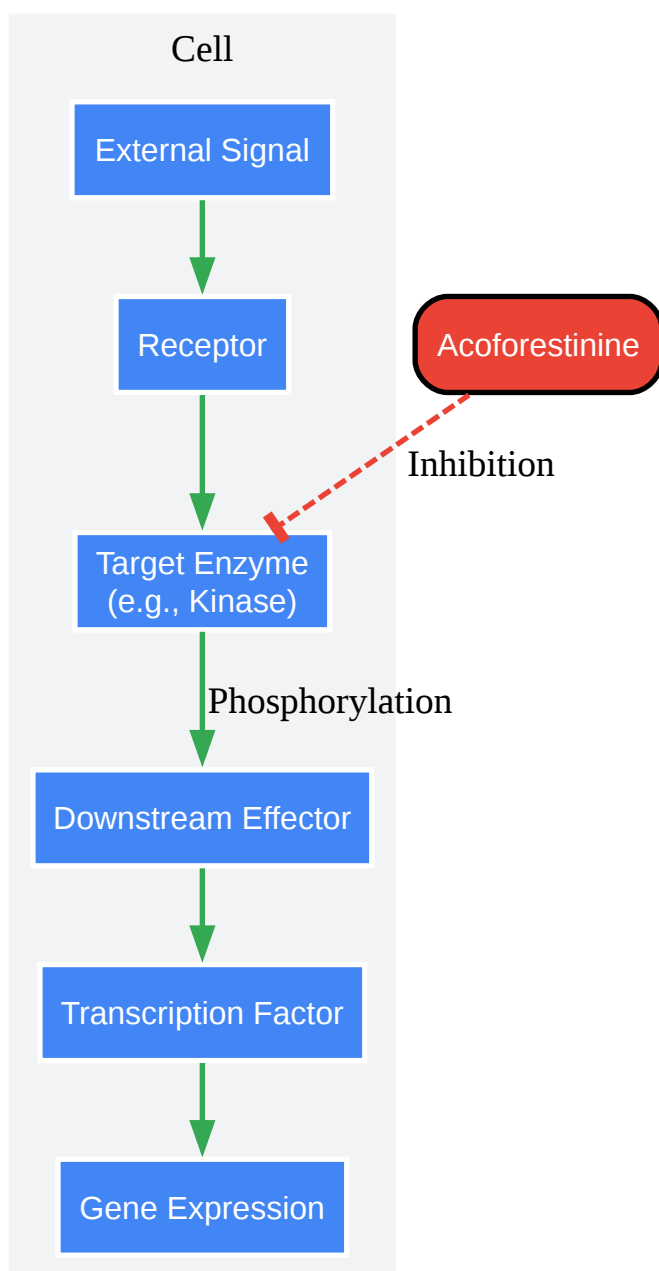 Cell
External Signal
Receptor
Acoforestinine
Inhibition
Target Enzyme
(e.g., Kinase)
Phosphorylation
Downstream Effector
Transcription Factor
Gene Expression